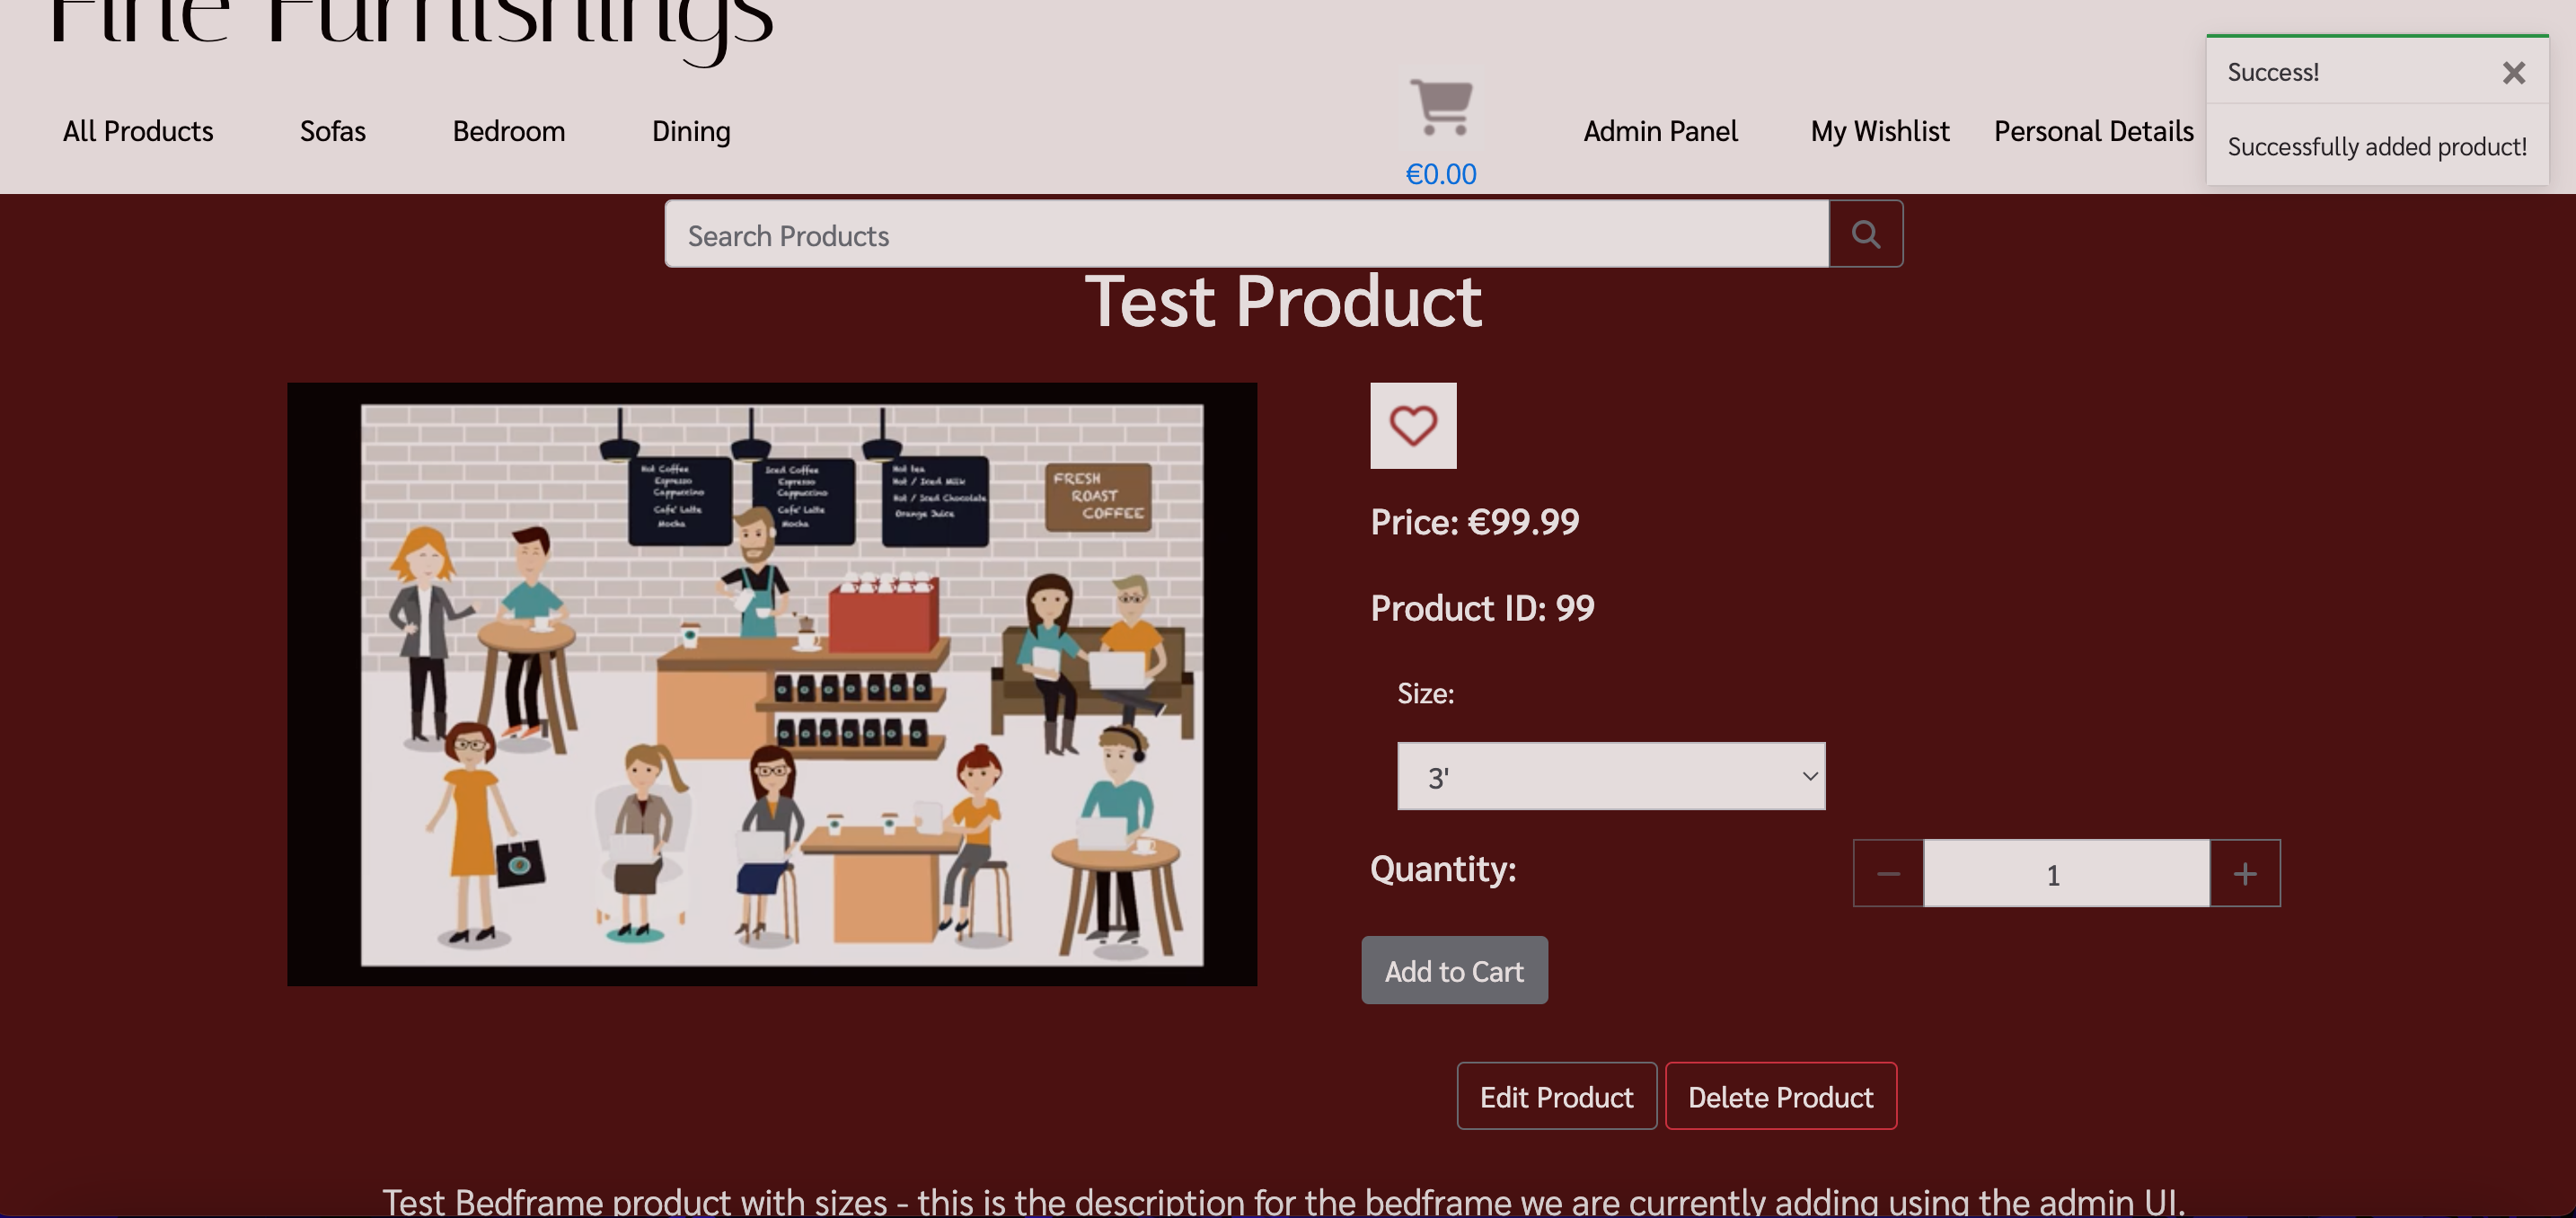 Fine Furnishings
All Products Sofas Bedroom Dining
€0.00
Admin Panel My Wishlist Personal Details
Success!
Successfully added product!
Search Products
Test Product
Hot Coffee
Espresso
Cappuccino
Cafe' Latte
Mocha
Iced Coffee
Espresso
Cappuccino
Cafe' Latte
Mocha
Hot tea
Hot / Iced Milk
Hot / Iced Chocolate
Orange Juice
FRESH
ROAST
COFFEE
Price: €99.99
Product ID: 99
Size:
3'
Quantity:
1
Add to Cart
Edit Product Delete Product
Test Bedframe product with sizes - this is the description for the bedframe we are currently adding using the admin UI.